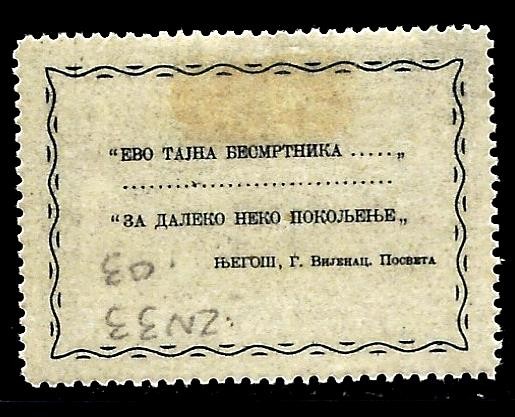 “ЕВО ТАЈНА БЕСМРТНИКА .....„
..............................
“ЗА ДАЛЕКО НЕКО ПОКОЉЕЊЕ„
ЊЕГОШ, Г. Вијенац. Посвета
03
ZN33